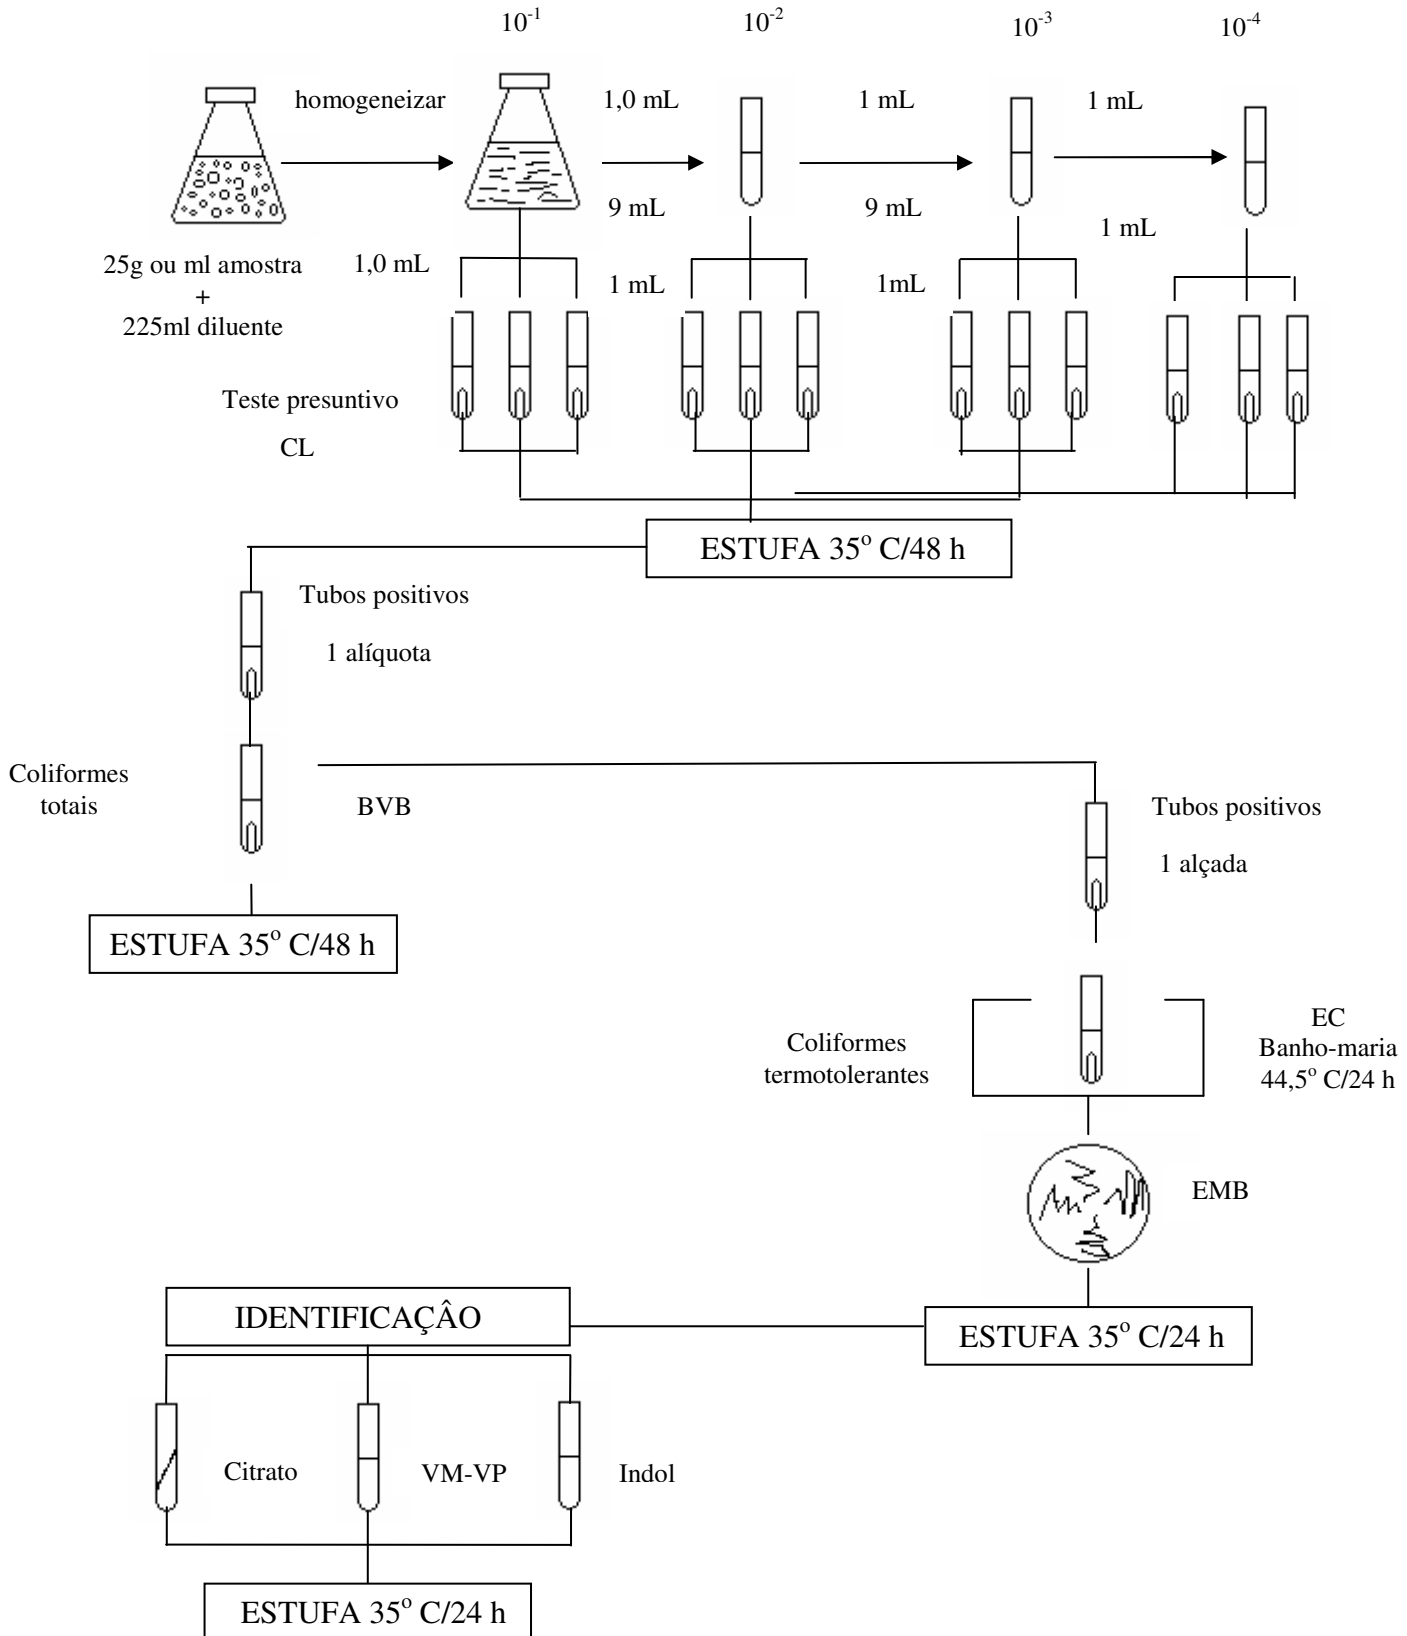 10⁻¹
10⁻²
10⁻³
10⁻⁴
homogeneizar
1,0 mL
1 mL
1 mL
9 mL
9 mL
1 mL
25g ou ml amostra
+
225ml diluente
1,0 mL
1 mL
1mL
Teste presuntivo
CL
ESTUFA 35º C/48 h
Tubos positivos
1 alíquota
Coliformes
totais
BVB
Tubos positivos
1 alçada
ESTUFA 35º C/48 h
Coliformes
termotolerantes
EC
Banho-maria
44,5º C/24 h
EMB
IDENTIFICAÇÂO
ESTUFA 35º C/24 h
Citrato
VM-VP
Indol
ESTUFA 35º C/24 h